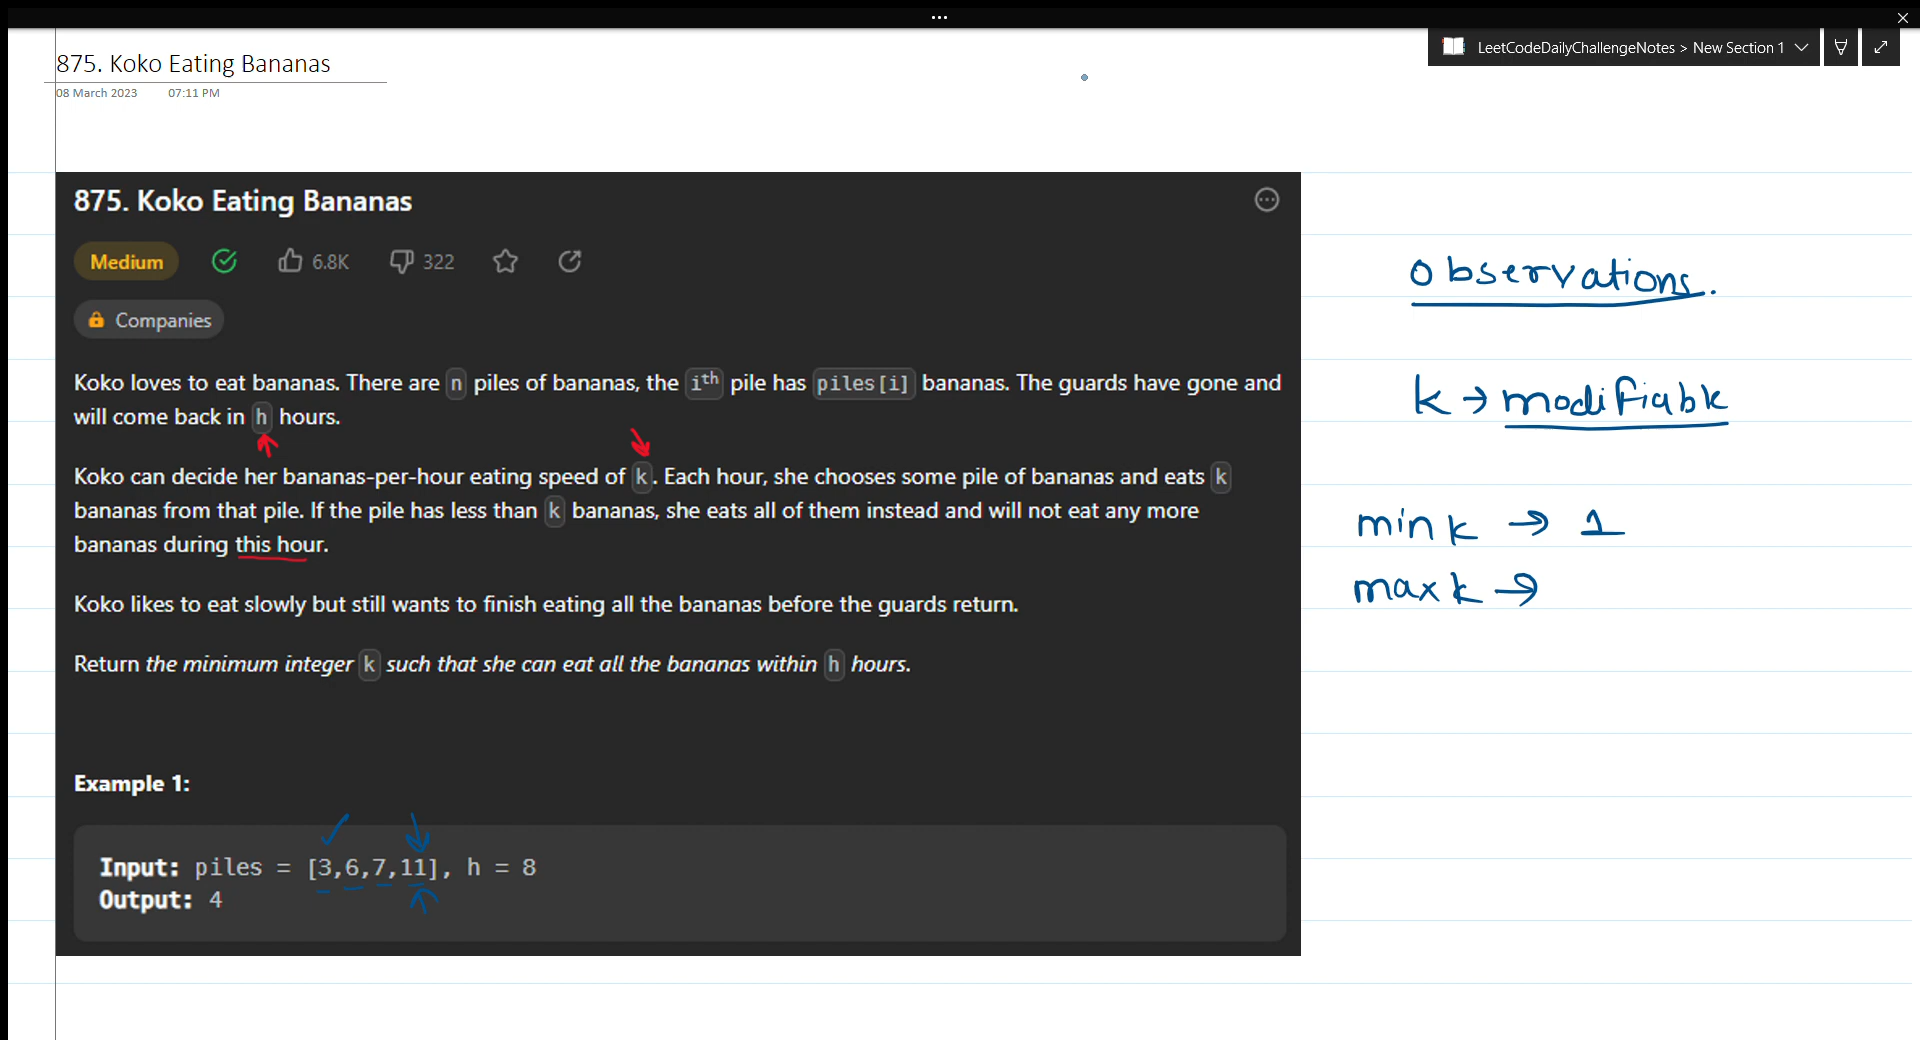 ...
LeetCodeDailyChallengeNotes > New Section 1
875. Koko Eating Bananas
08 March 2023 07:11 PM
875. Koko Eating Bananas
Medium 6.8K 322
Companies
Koko loves to eat bananas. There are n piles of bananas, the ith pile has piles[i] bananas. The guards have gone and
will come back in h hours.
Koko can decide her bananas-per-hour eating speed of k. Each hour, she chooses some pile of bananas and eats k
bananas from that pile. If the pile has less than k bananas, she eats all of them instead and will not eat any more
bananas during this hour.
Koko likes to eat slowly but still wants to finish eating all the bananas before the guards return.
Return the minimum integer k such that she can eat all the bananas within h hours.
Example 1:
Input: piles = [3,6,7,11], h = 8
Output: 4
observations.
k → modifiable
min k → 1
max k →